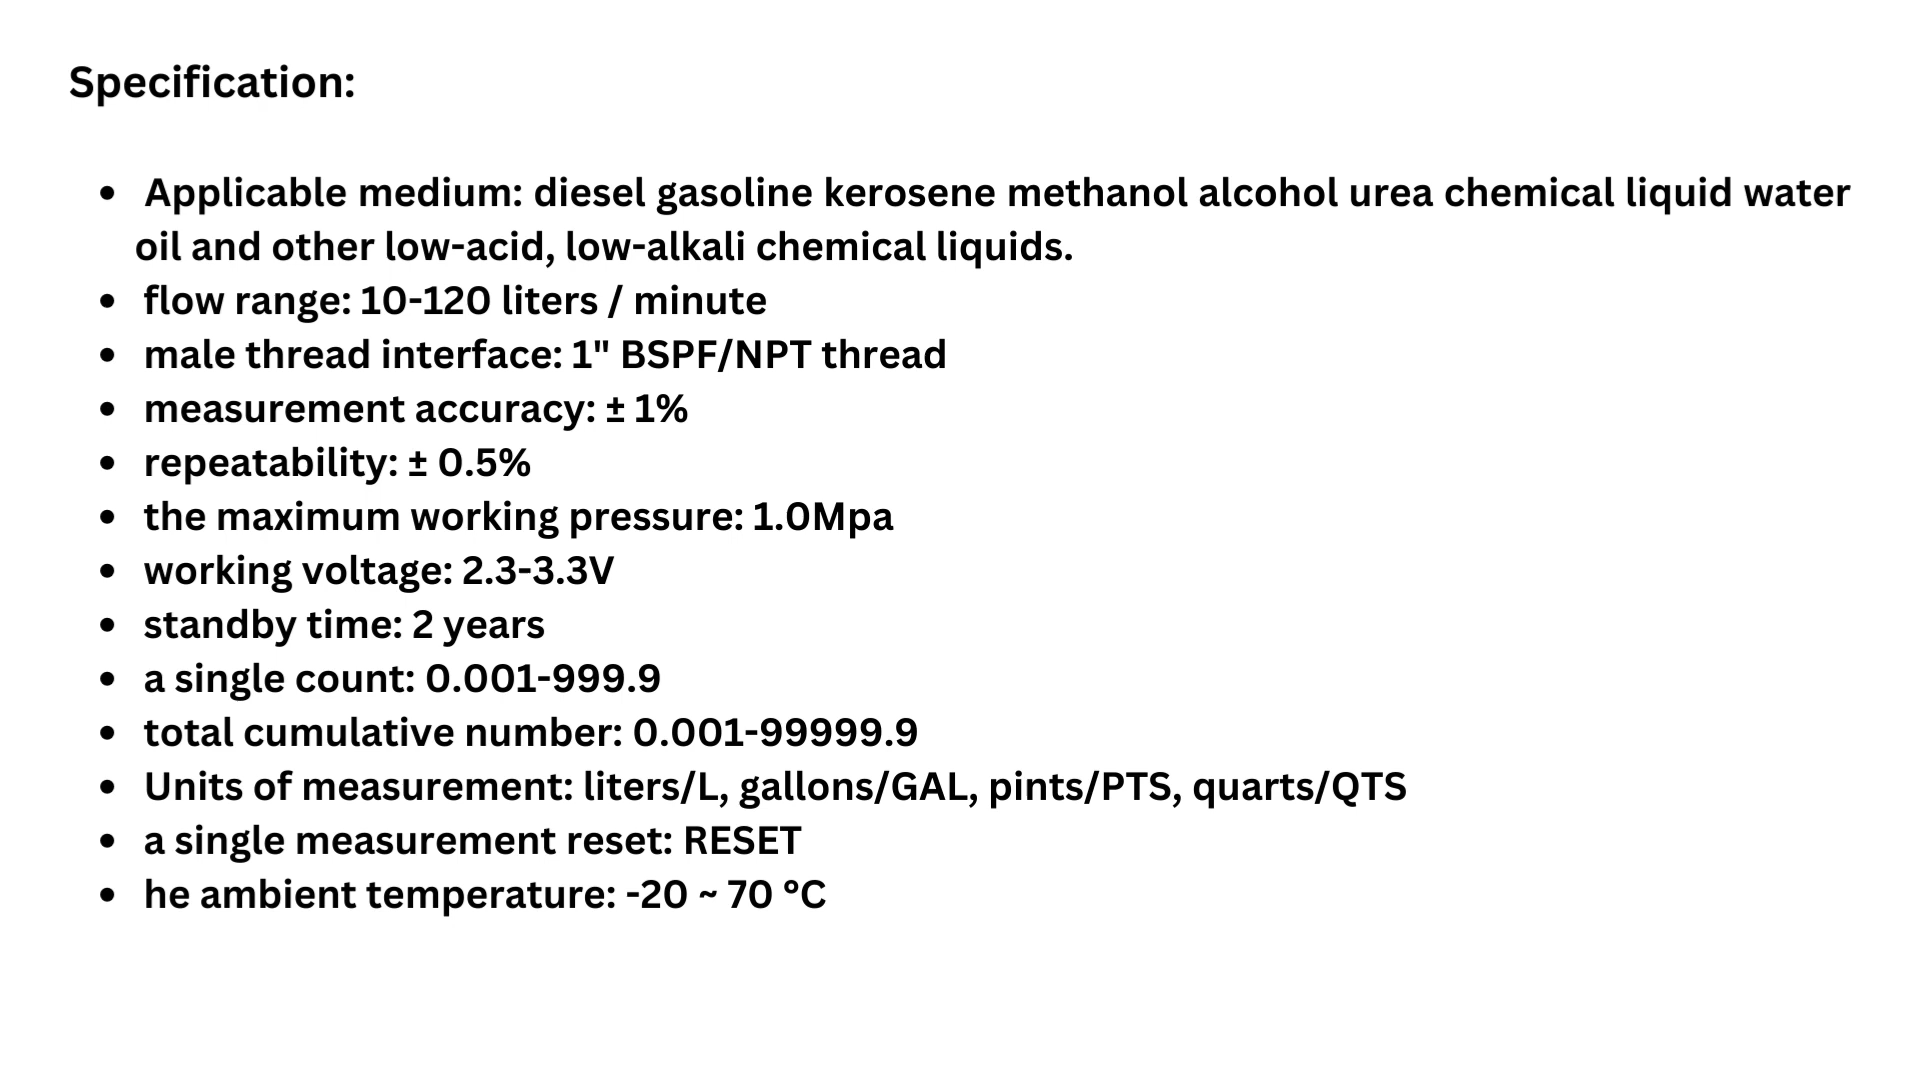 Specification:
• Applicable medium: diesel gasoline kerosene methanol alcohol urea chemical liquid water
oil and other low-acid, low-alkali chemical liquids.
• flow range: 10-120 liters / minute
• male thread interface: 1" BSPF/NPT thread
• measurement accuracy: ± 1%
• repeatability: ± 0.5%
• the maximum working pressure: 1.0Mpa
• working voltage: 2.3-3.3V
• standby time: 2 years
• a single count: 0.001-999.9
• total cumulative number: 0.001-99999.9
• Units of measurement: liters/L, gallons/GAL, pints/PTS, quarts/QTS
• a single measurement reset: RESET
• he ambient temperature: -20 ~ 70 °C